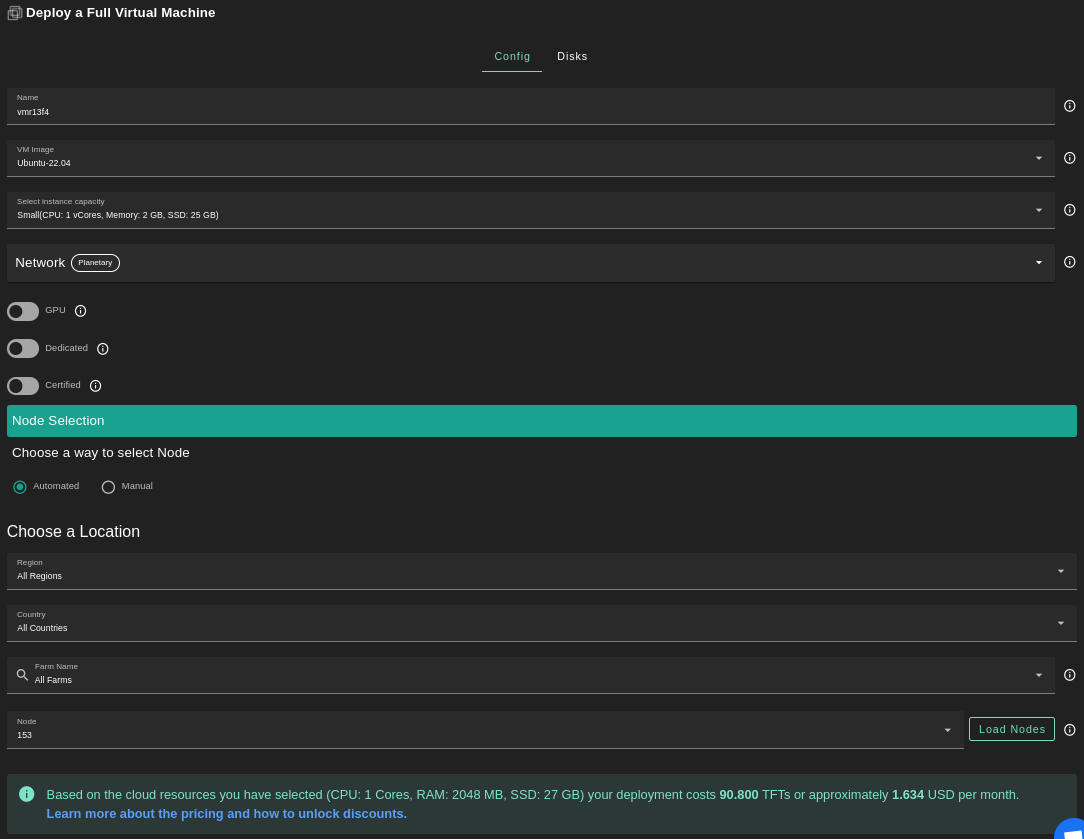 Deploy a Full Virtual Machine
Config Disks
Name
vmr13f4
VM Image
Ubuntu-22.04
Select instance capacity
Small(CPU: 1 vCores, Memory: 2 GB, SSD: 25 GB)
Network Planetary
GPU
Dedicated
Certified
Node Selection
Choose a way to select Node
Automated Manual
Choose a Location
Region
All Regions
Country
All Countries
Farm Name
All Farms
Node
153
Load Nodes
Based on the cloud resources you have selected (CPU: 1 Cores, RAM: 2048 MB, SSD: 27 GB) your deployment costs 90.800 TFTs or approximately 1.634 USD per month.
Learn more about the pricing and how to unlock discounts.